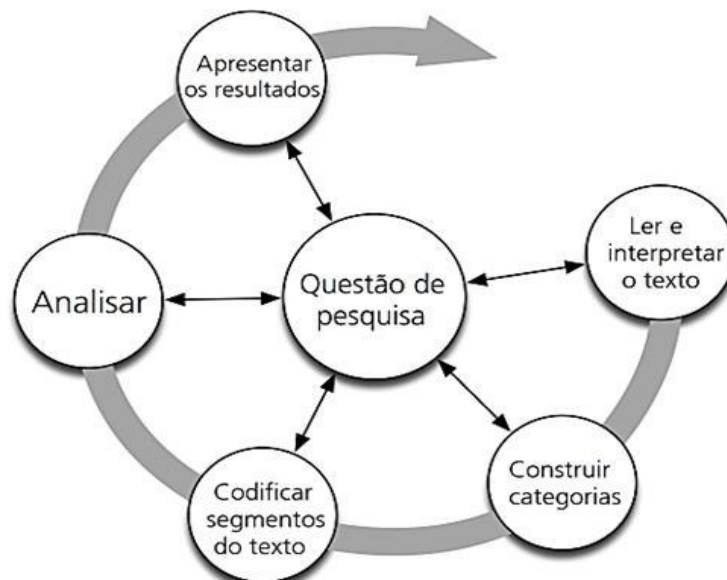 Apresentar
os resultados
Ler e
interpretar
o texto
Questão de
pesquisa
Analisar
Construir
categorias
Codificar
segmentos
do texto